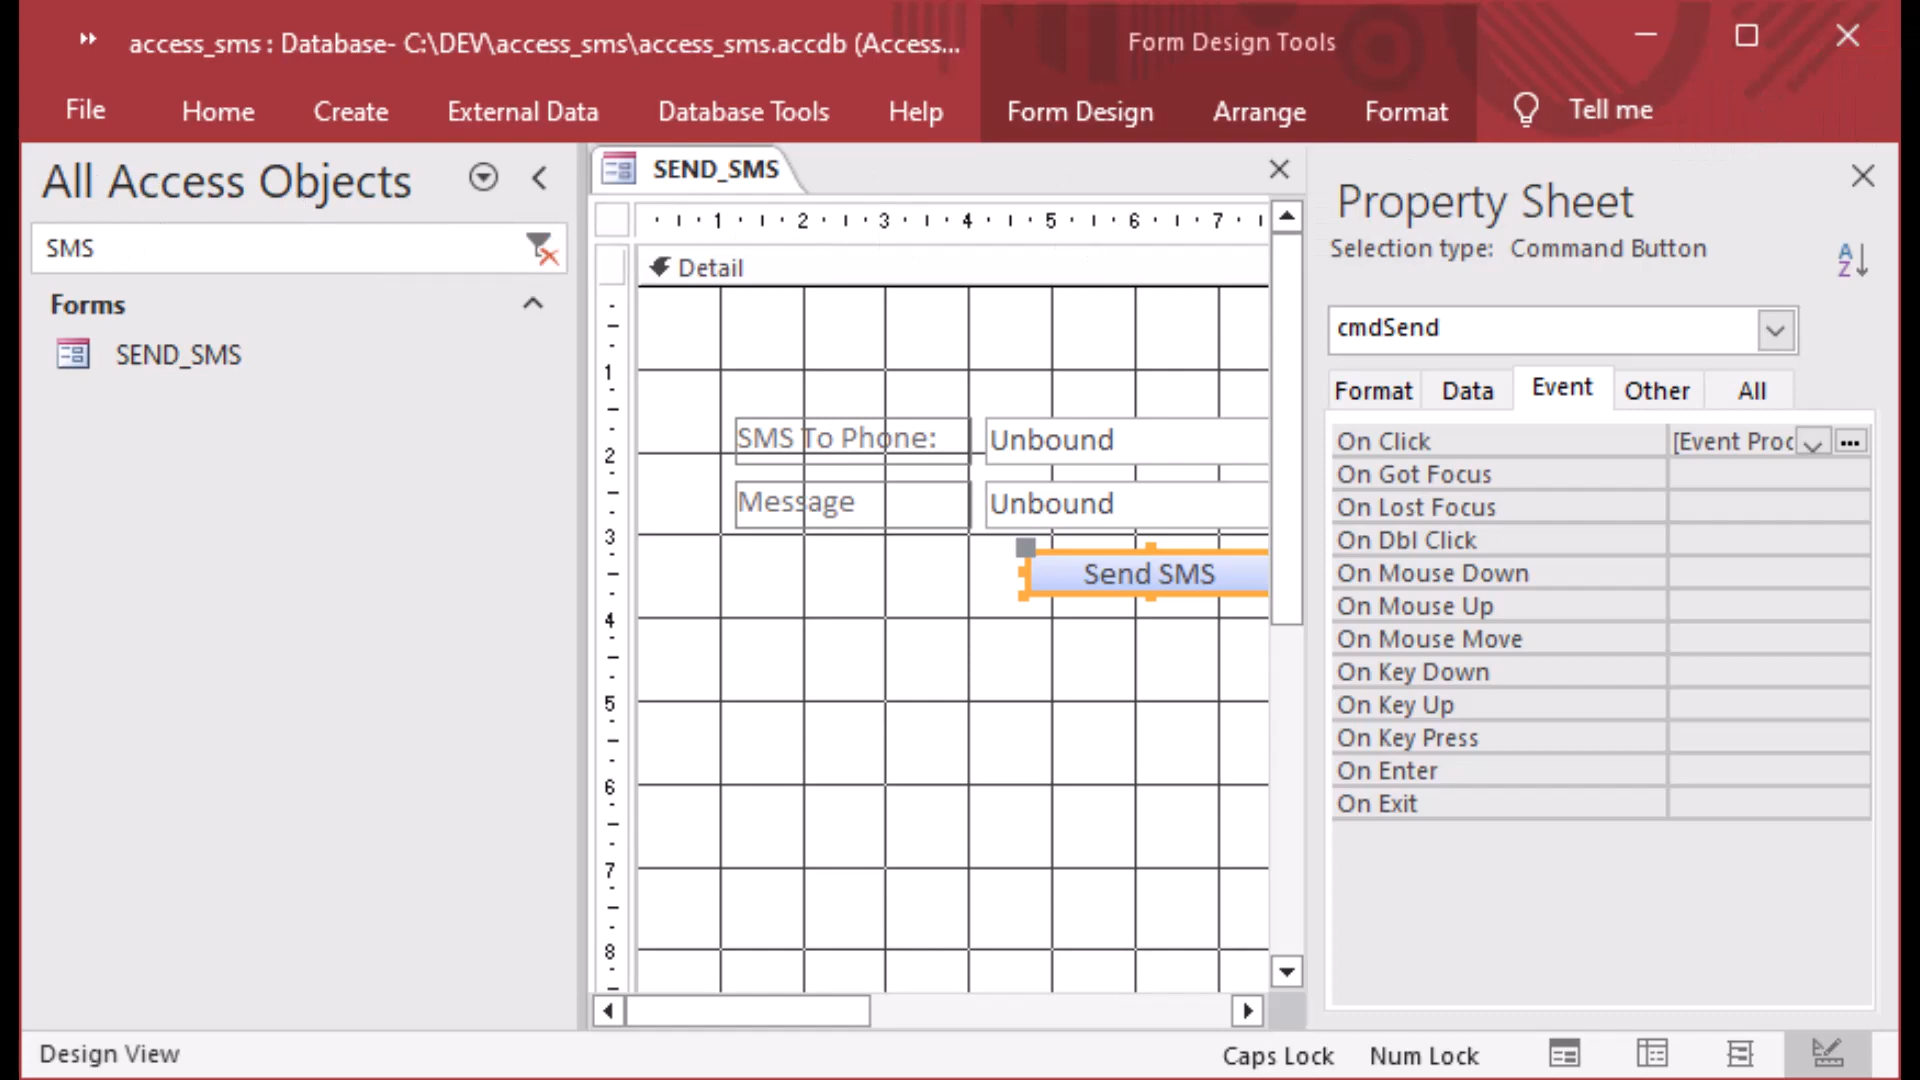 access_sms : Database- C:\DEV\access_sms\access_sms.accdb (Access...
Form Design Tools
File Home Create External Data Database Tools Help Form Design Arrange Format Tell me
All Access Objects
SMS
Forms
SEND_SMS
SEND_SMS
1 2 3 4 5 6 7
Detail
1
2
3
4
5
6
7
8
SMS To Phone: Unbound
Message Unbound
Send SMS
Property Sheet
Selection type: Command Button
A
Z
cmdSend
Format Data Event Other All
On Click [Event Proc
On Got Focus
On Lost Focus
On Dbl Click
On Mouse Down
On Mouse Up
On Mouse Move
On Key Down
On Key Up
On Key Press
On Enter
On Exit
Design View Caps Lock Num Lock